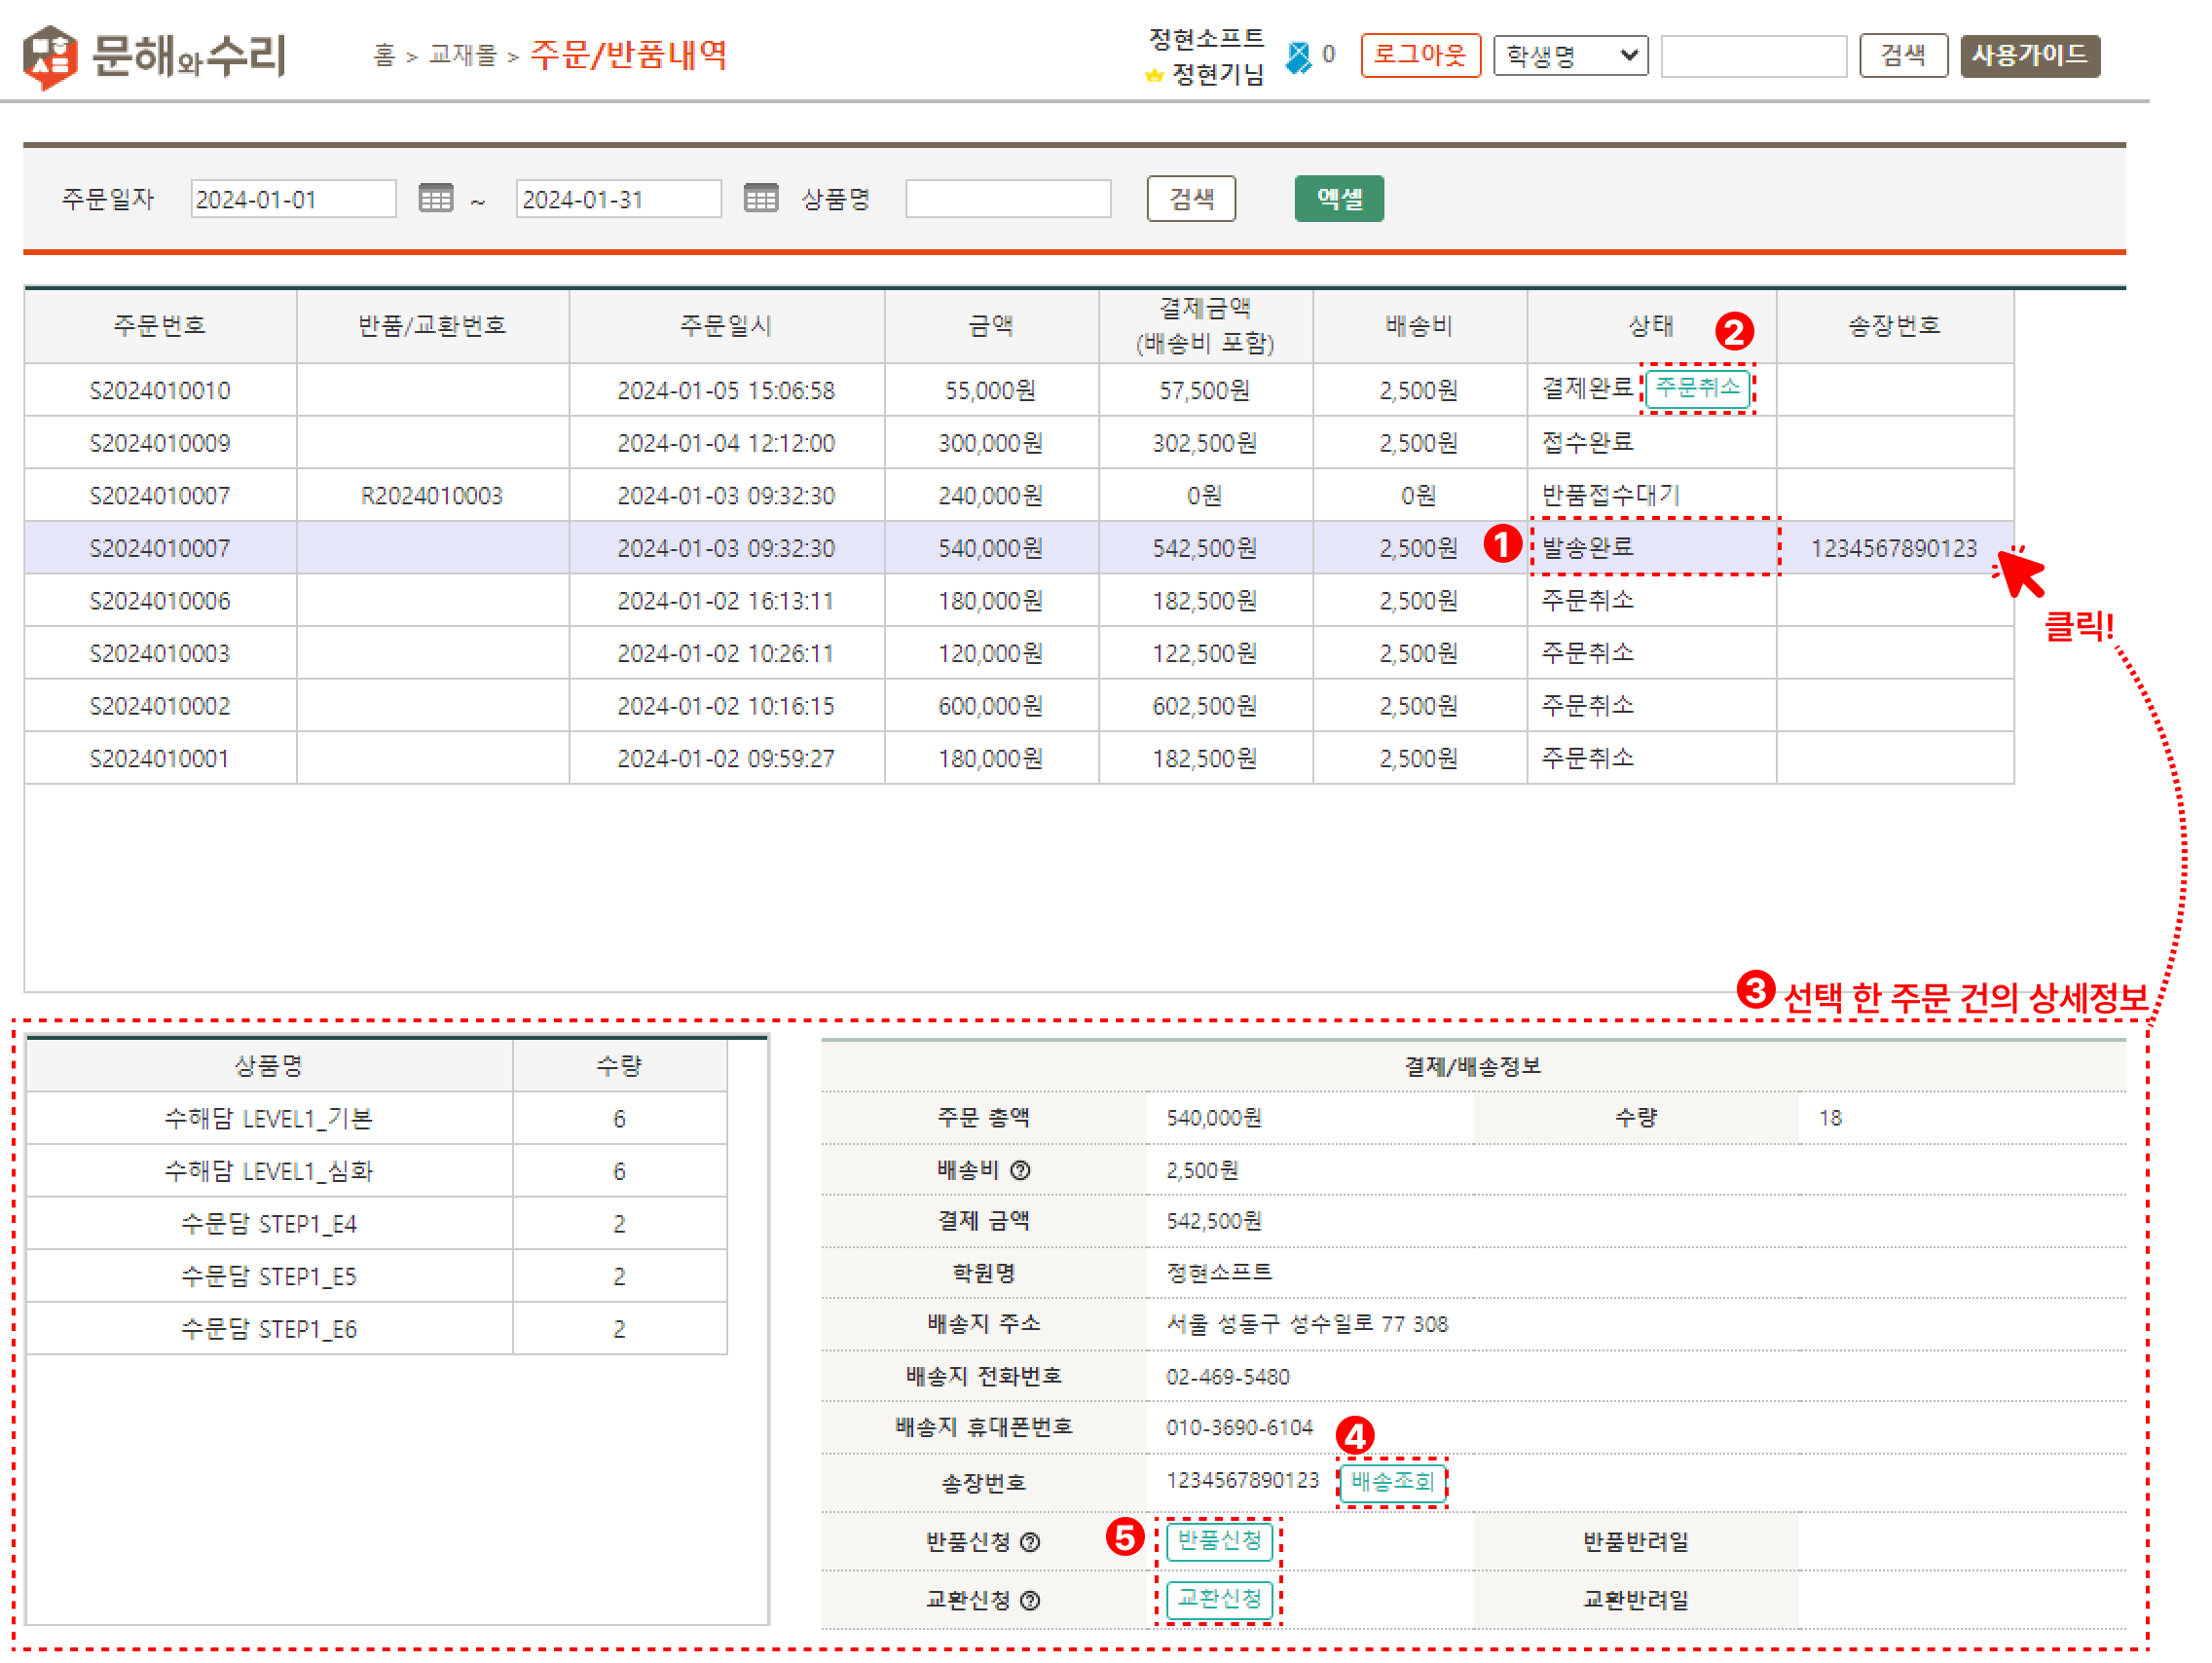 문해와수리
홈 > 교재몰 > 주문/반품내역
정현소프트
정현기님
0
로그아웃
학생명
검색
사용가이드
주문일자
2024-01-01
~
2024-01-31
상품명
검색
엑셀
주문번호 반품/교환번호 주문일시 금액 결제금액 (배송비 포함) 배송비 상태 ❷ 송장번호
S2024010010 2024-01-05 15:06:58 55,000원 57,500원 2,500원 결제완료 주문취소
S2024010009 2024-01-04 12:12:00 300,000원 302,500원 2,500원 접수완료
S2024010007 R2024010003 2024-01-03 09:32:30 240,000원 0원 0원 반품접수대기
S2024010007 2024-01-03 09:32:30 540,000원 542,500원 2,500원 ❶ 발송완료 1234567890123
클릭!
S2024010006 2024-01-02 16:13:11 180,000원 182,500원 2,500원 주문취소
S2024010003 2024-01-02 10:26:11 120,000원 122,500원 2,500원 주문취소
S2024010002 2024-01-02 10:16:15 600,000원 602,500원 2,500원 주문취소
S2024010001 2024-01-02 09:59:27 180,000원 182,500원 2,500원 주문취소
❸ 선택 한 주문 건의 상세정보
상품명 수량
수해담 LEVEL1_기본 6
수해담 LEVEL1_심화 6
수문담 STEP1_E4 2
수문담 STEP1_E5 2
수문담 STEP1_E6 2
결제/배송정보
주문 총액 540,000원 수량 18
배송비 ? 2,500원
결제 금액 542,500원
학원명 정현소프트
배송지 주소 서울 성동구 성수일로 77 308
배송지 전화번호 02-469-5480
배송지 휴대폰번호 010-3690-6104
송장번호 1234567890123 ❹ 배송조회
반품신청 ? ❺ 반품신청 반품반려일
교환신청 ? 교환신청 교환반려일